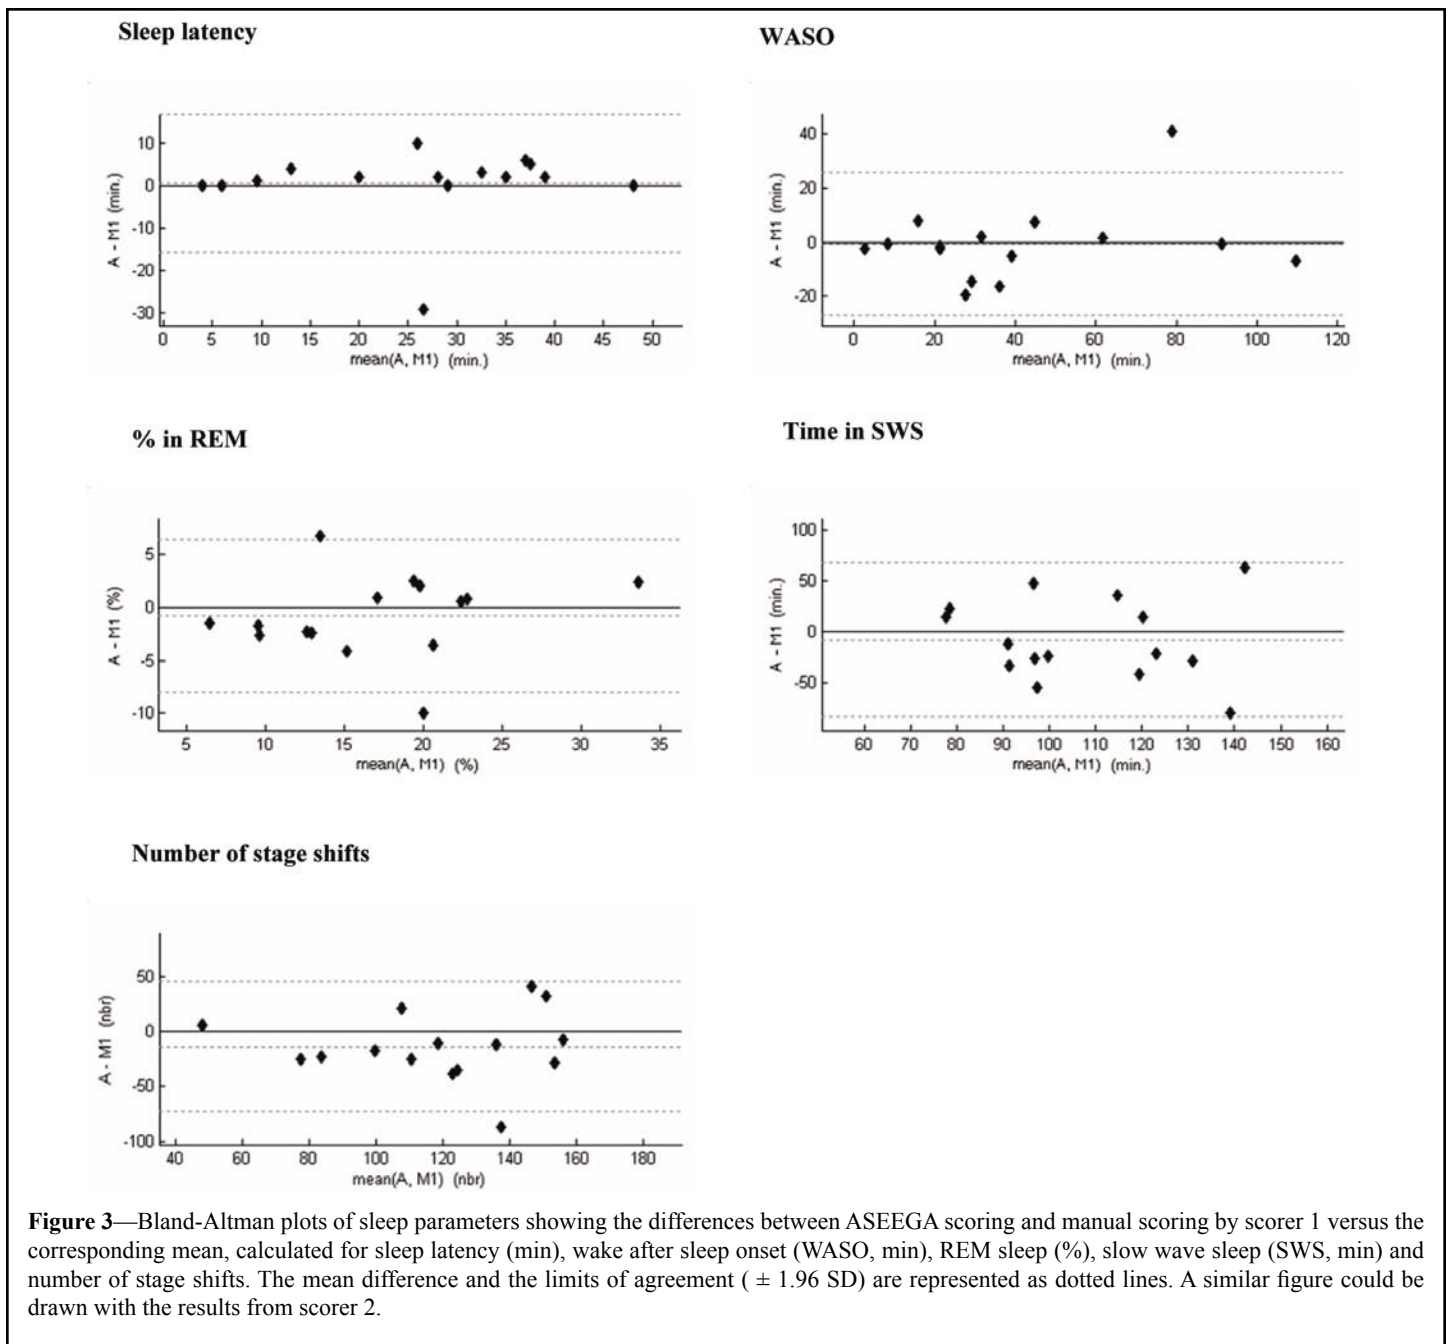 Sleep latency
10
0
-10
-20
-30
A - M1 (min.)
0 5 10 15 20 25 30 35 40 45 50
mean(A, M1) (min.)
WASO
40
20
0
-20
A - M1 (min.)
0 20 40 60 80 100 120
mean(A, M1) (min.)
% in REM
5
0
-5
-10
A - M1 (%)
5 10 15 20 25 30 35
mean(A, M1) (%)
Time in SWS
100
50
0
-50
A - M1 (min.)
60 70 80 90 100 110 120 130 140 150 160
mean(A, M1) (min.)
Number of stage shifts
50
0
-50
-100
A - M1 (nbr)
40 60 80 100 120 140 160 180
mean(A, M1) (nbr)
Figure 3—Bland-Altman plots of sleep parameters showing the differences between ASEEGA scoring and manual scoring by scorer 1 versus the
corresponding mean, calculated for sleep latency (min), wake after sleep onset (WASO, min), REM sleep (%), slow wave sleep (SWS, min) and
number of stage shifts. The mean difference and the limits of agreement ( ± 1.96 SD) are represented as dotted lines. A similar figure could be
drawn with the results from scorer 2.